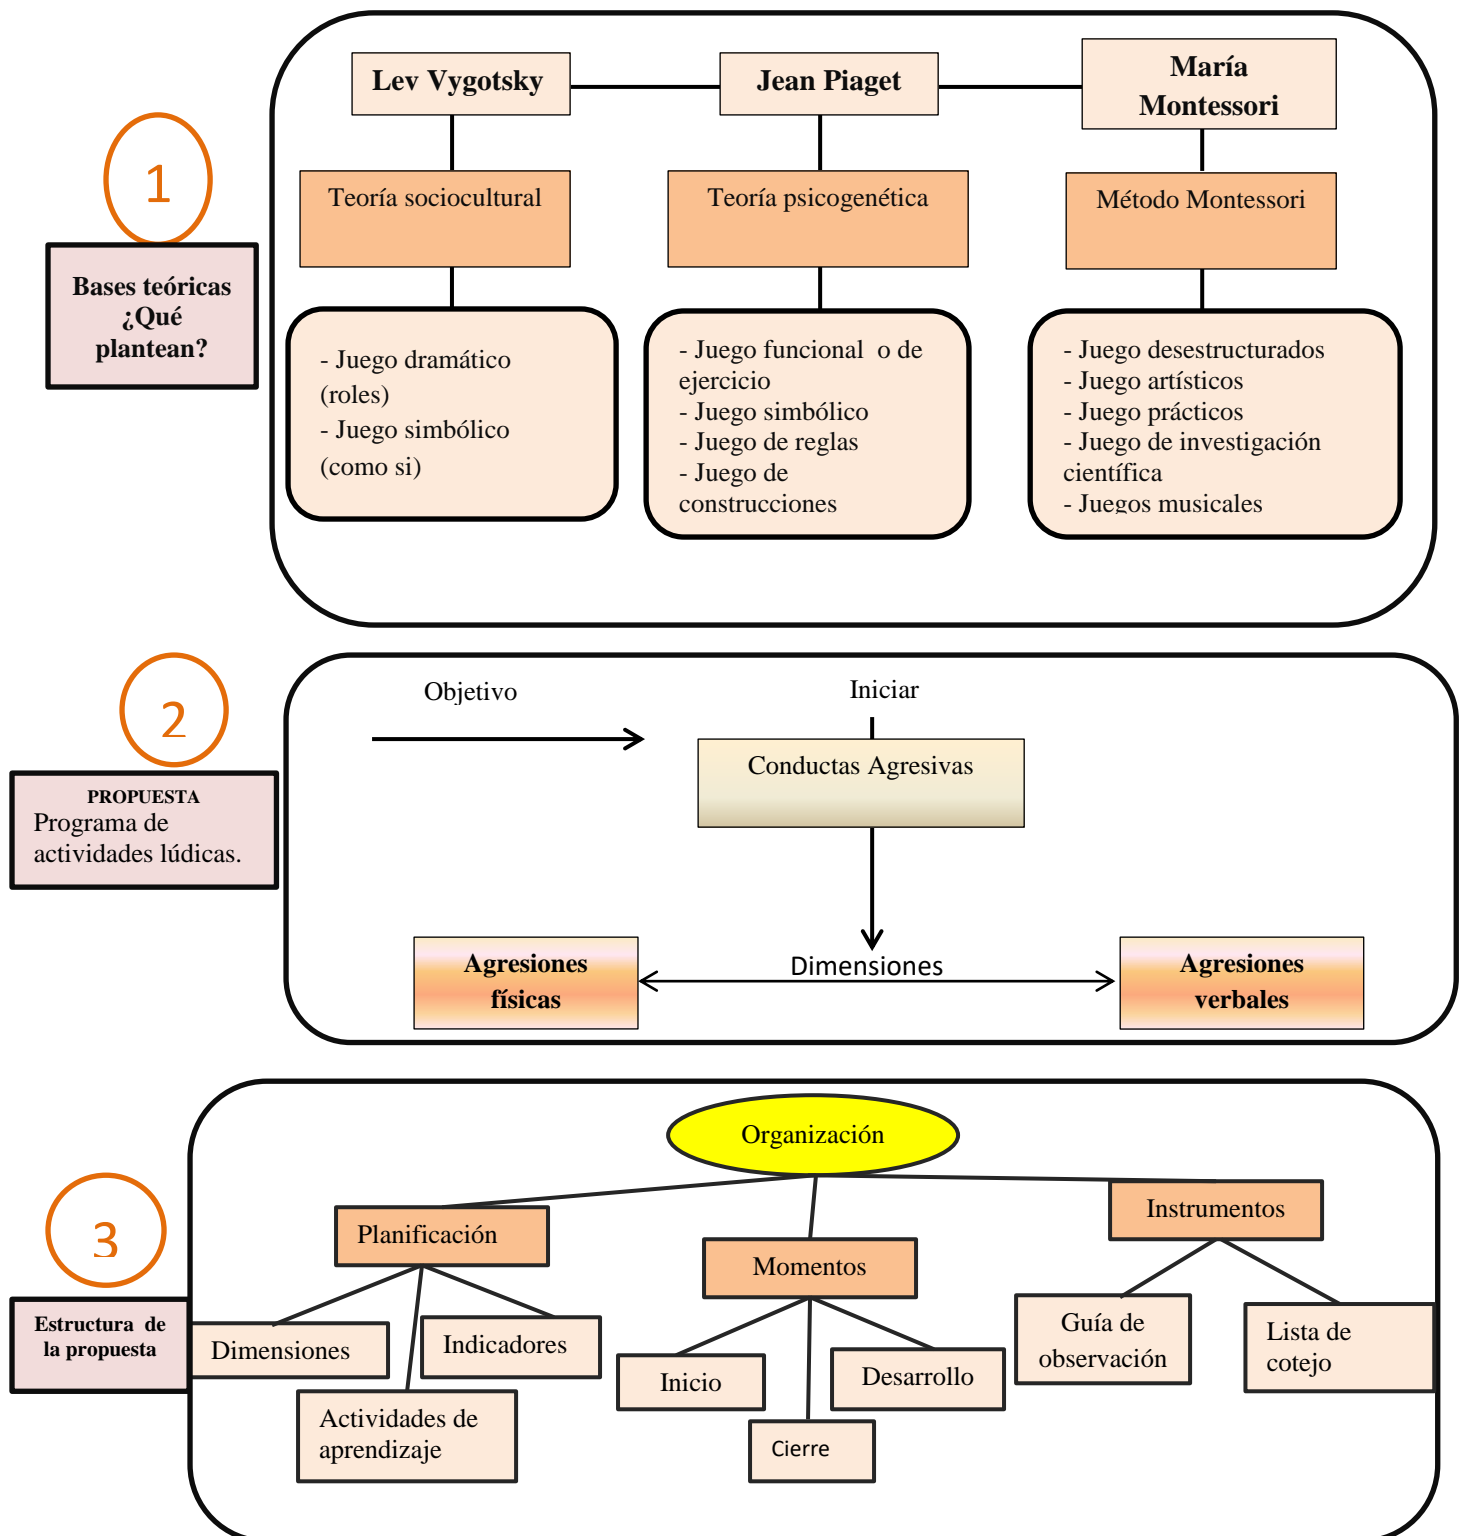 1
Bases teóricas
¿Qué
plantean?
Lev Vygotsky
Jean Piaget
María
Montessori
Teoría sociocultural
Teoría psicogenética
Método Montessori
- Juego dramático
(roles)
- Juego simbólico
(como si)
- Juego funcional  o de
ejercicio
- Juego simbólico
- Juego de reglas
- Juego de
construcciones
- Juego desestructurados
- Juego artísticos
- Juego prácticos
- Juego de investigación
científica
- Juegos musicales
2
PROPUESTA
Programa de
actividades lúdicas.
Objetivo
Iniciar
Conductas Agresivas
Agresiones
físicas
Dimensiones
Agresiones
verbales
3
Estructura  de
la propuesta
Organización
Planificación
Momentos
Instrumentos
Dimensiones
Actividades de
aprendizaje
Indicadores
Inicio
Cierre
Desarrollo
Guía de
observación
Lista de
cotejo